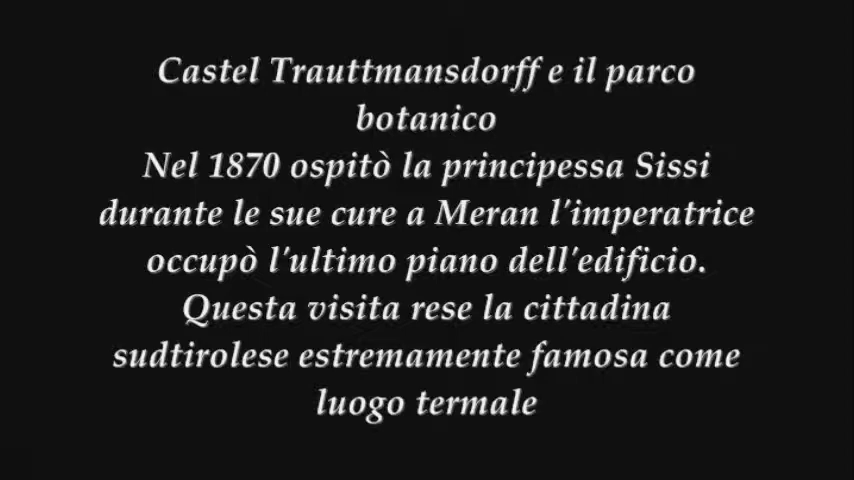 Castel Trauttmansdorff e il parco
botanico
Nel 1870 ospitò la principessa Sissi
durante le sue cure a Meran l'imperatrice
occupò l'ultimo piano dell'edificio.
Questa visita rese la cittadina
sudtirolese estremamente famosa come
luogo termale